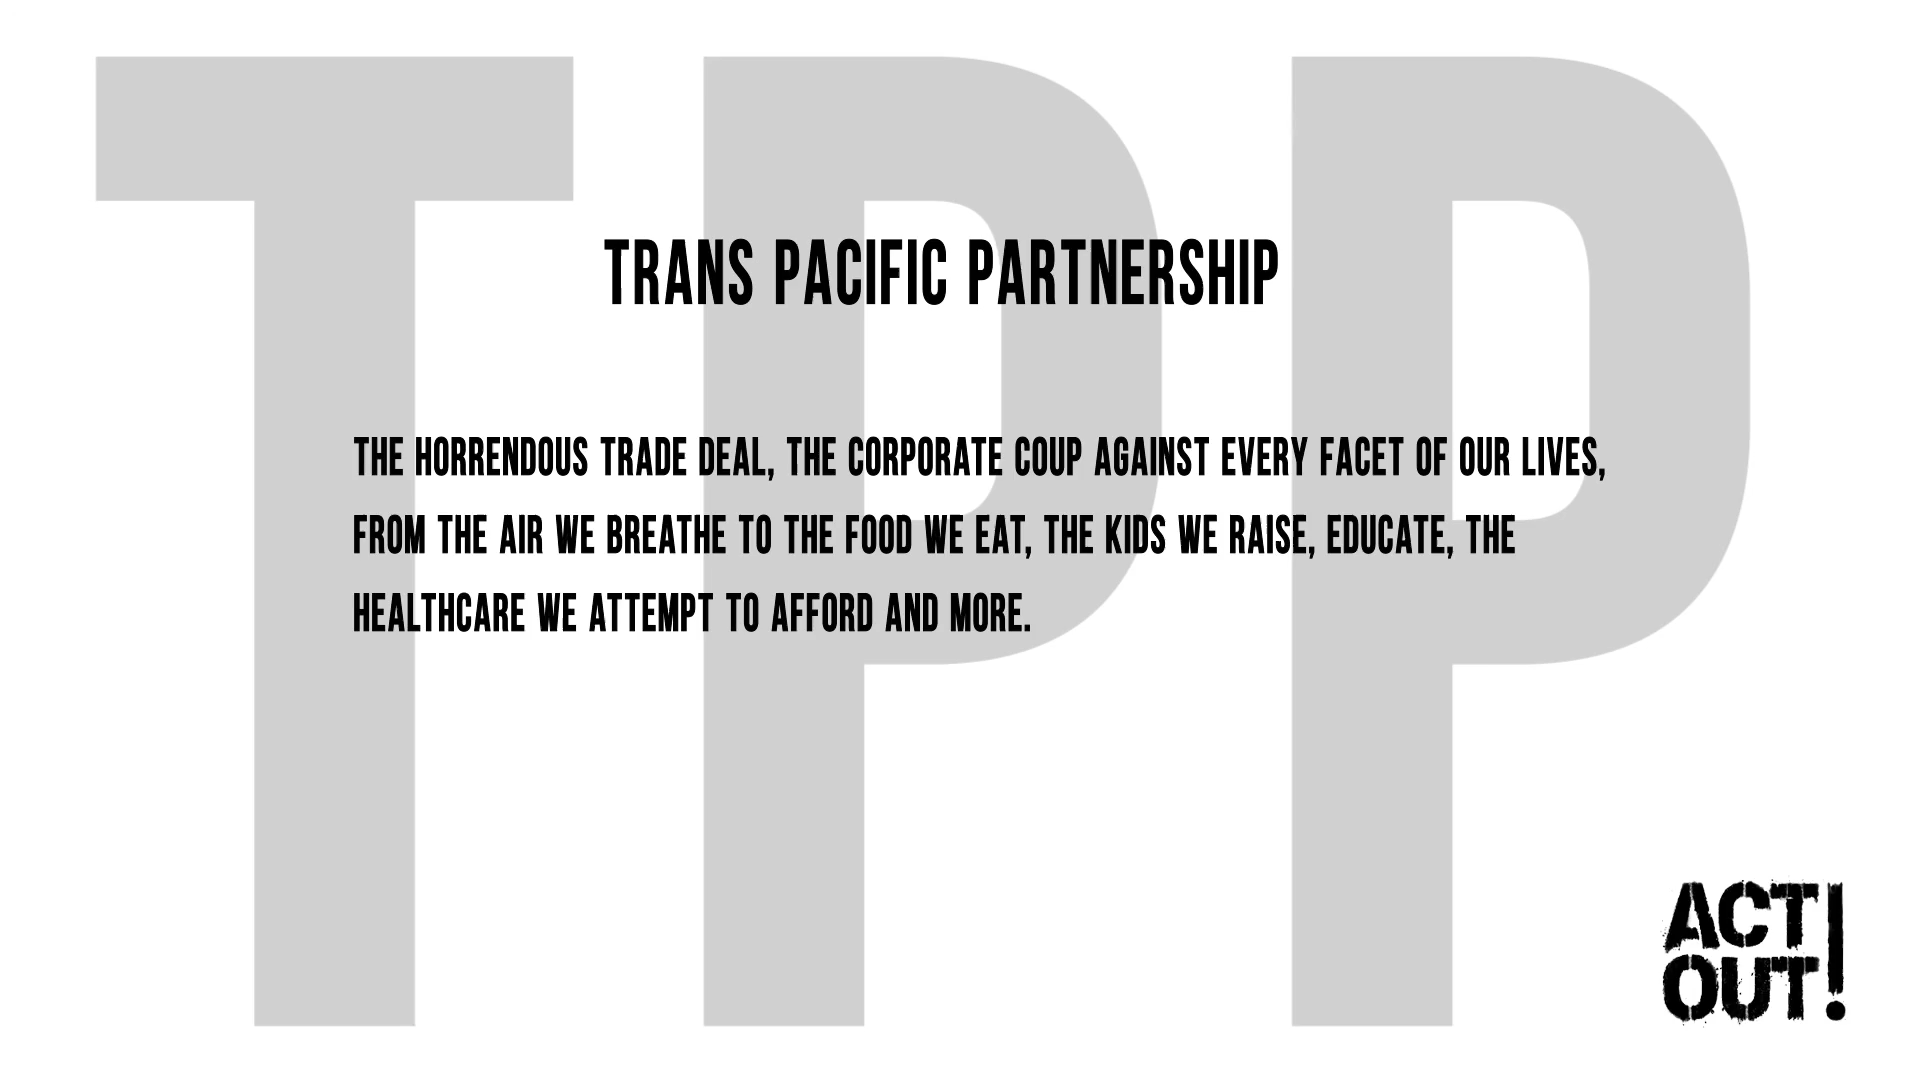 TPP
TRANS PACIFIC PARTNERSHIP
THE HORRENDOUS TRADE DEAL, THE CORPORATE COUP AGAINST EVERY FACET OF OUR LIVES,
FROM THE AIR WE BREATHE TO THE FOOD WE EAT, THE KIDS WE RAISE, EDUCATE, THE
HEALTHCARE WE ATTEMPT TO AFFORD AND MORE.
ACT
OUT!